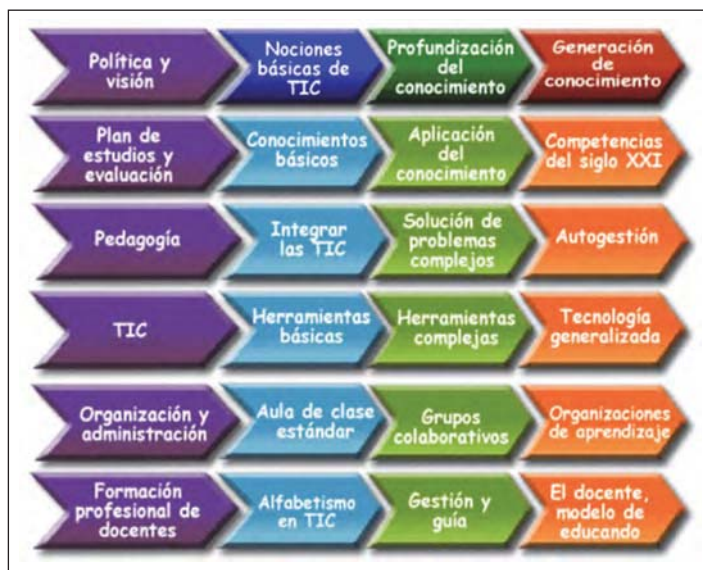 Política y
visión
Nociones
básicas de
TIC
Profundización
del
conocimiento
Generación
de
conocimiento
Plan de
estudios y
evaluación
Conocimientos
básicos
Aplicación
del
conocimiento
Competencias
del siglo XXI
Pedagogía
Integrar
las TIC
Solución de
problemas
complejos
Autogestión
TIC
Herramientas
básicas
Herramientas
complejas
Tecnología
generalizada
Organización y
administración
Aula de clase
estándar
Grupos
colaborativos
Organizaciones
de aprendizaje
Formación
profesional de
docentes
Alfabetismo
en TIC
Gestión y
guía
El docente,
modelo de
educando